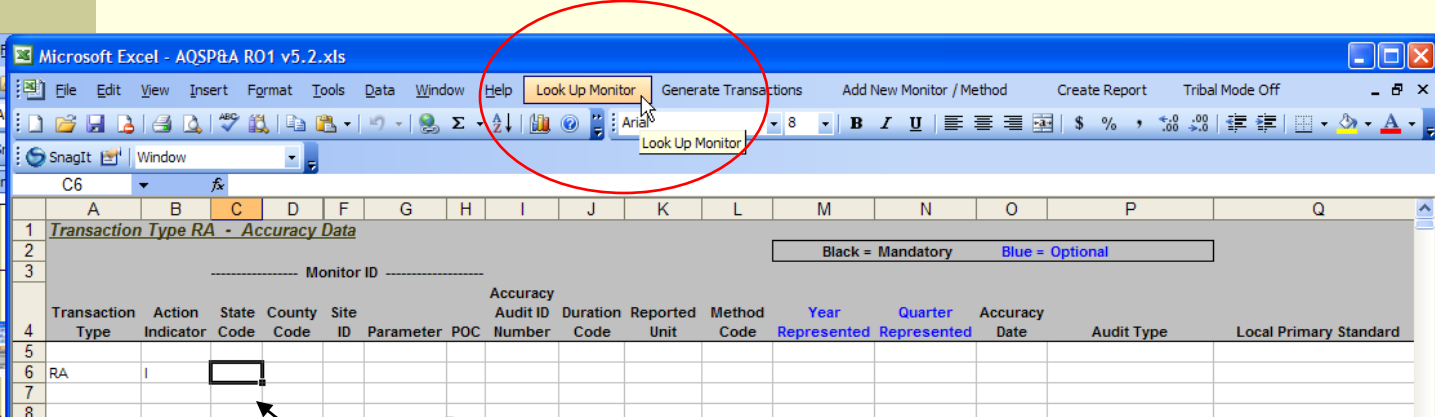 Microsoft Excel - AQSP&A RO1 v5.2.xls
File Edit View Insert Format Tools Data Window Help Look Up Monitor Generate Transactions Add New Monitor / Method Create Report Tribal Mode Off
Arial 8 B I U $ % ,
Look Up Monitor
SnagIt Window
C6 fx
A B C D F G H I J K L M N O P Q
1 Transaction Type RA - Accuracy Data
2 Black = Mandatory Blue = Optional
3 ----------------- Monitor ID -------------------
Accuracy
Transaction Action State County Site Audit ID Duration Reported Method Year Quarter Accuracy
4 Type Indicator Code Code ID Parameter POC Number Code Unit Code Represented Represented Date Audit Type Local Primary Standard
5
6 RA I
7
8